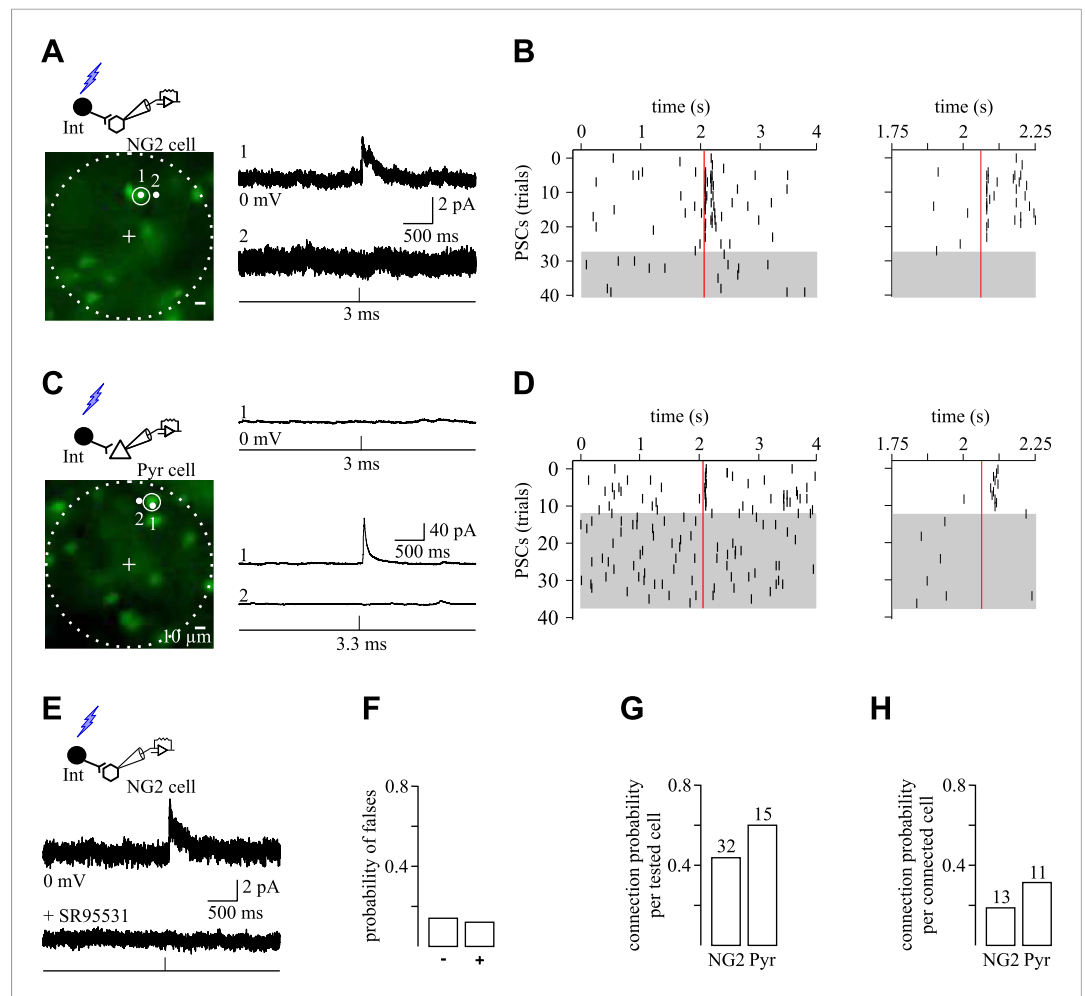 A
Int
NG2 cell
1
2
1
0 mV
2 pA
500 ms
2
3 ms
B
time (s)
0 1 2 3 4
PSCs (trials)
0
10
20
30
40
time (s)
1.75 2 2.25
C
Int
Pyr cell
2
1
10 µm
1
0 mV
3 ms
40 pA
500 ms
1
2
3.3 ms
D
time (s)
0 1 2 3 4
PSCs (trials)
0
10
20
30
40
time (s)
1.75 2 2.25
E
Int
NG2 cell
0 mV
2 pA
500 ms
+ SR95531
F
probability of falses
0.8
0.4
- +
G
connection probability
per tested cell
0.8
0.4
32
15
NG2 Pyr
H
connection probability
per connected cell
0.8
0.4
13
11
NG2 Pyr